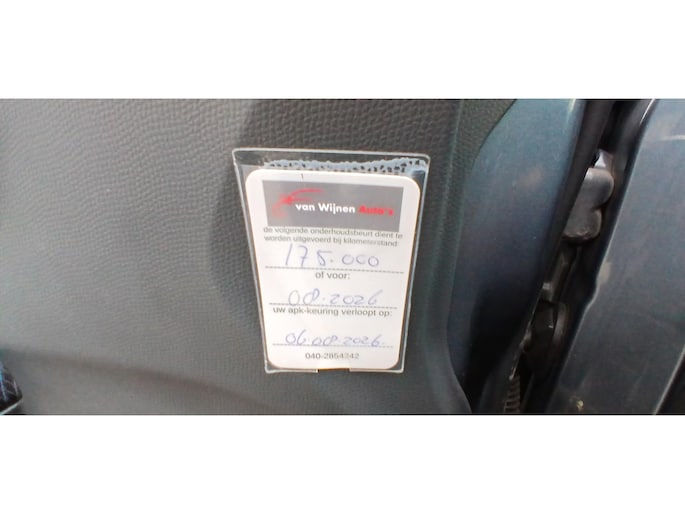 van Wijnen Auto's
de volgende onderhoudsbeurt dient te
worden uitgevoerd bij kilometerstand:
175.000
of voor:
08.2026
uw apk-keuring verloopt op:
06.08.2026.
040-2854242